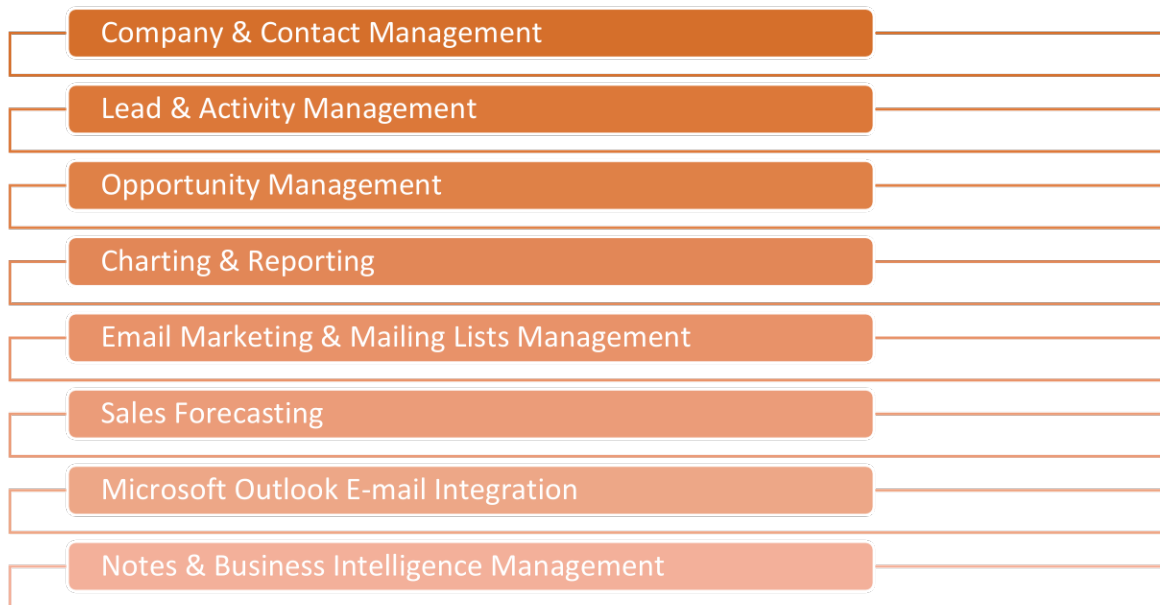 Company & Contact Management
Lead & Activity Management
Opportunity Management
Charting & Reporting
Email Marketing & Mailing Lists Management
Sales Forecasting
Microsoft Outlook E-mail Integration
Notes & Business Intelligence Management